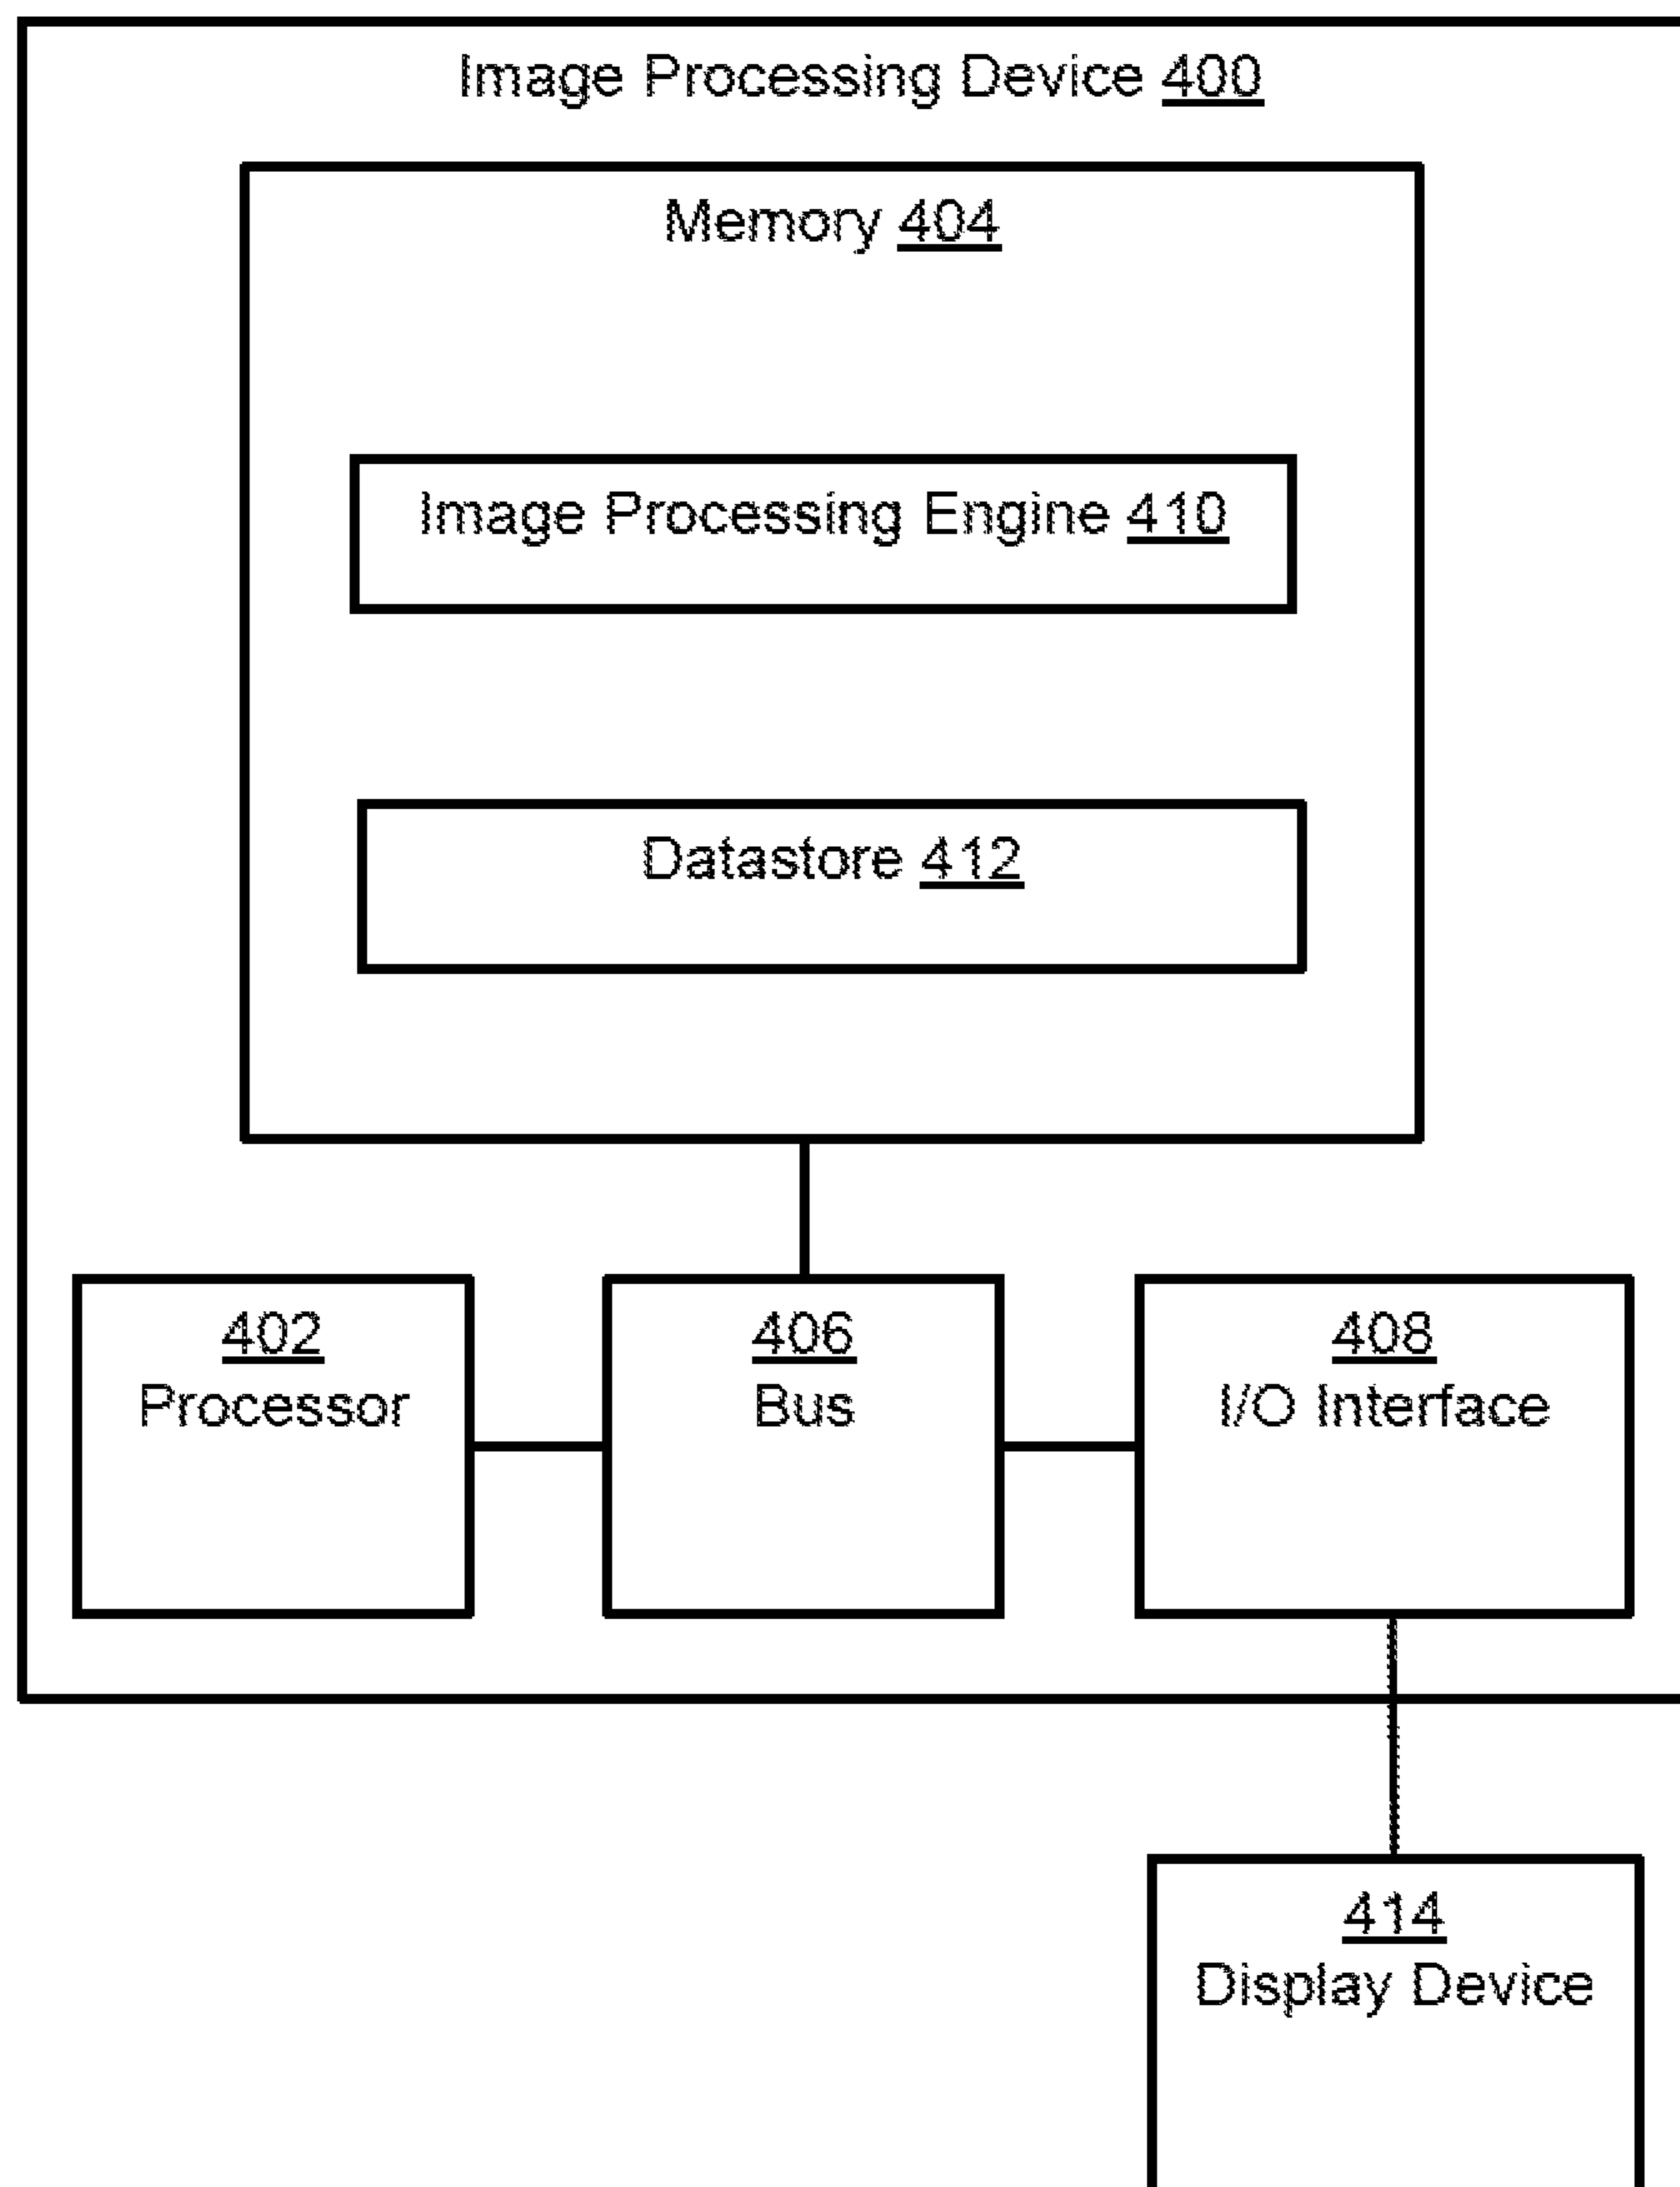 Image Processing Device 400
Memory 404
Image Processing Engine 410
Datastore 412
402
Processor
406
Bus
408
I/O Interface
414
Display Device